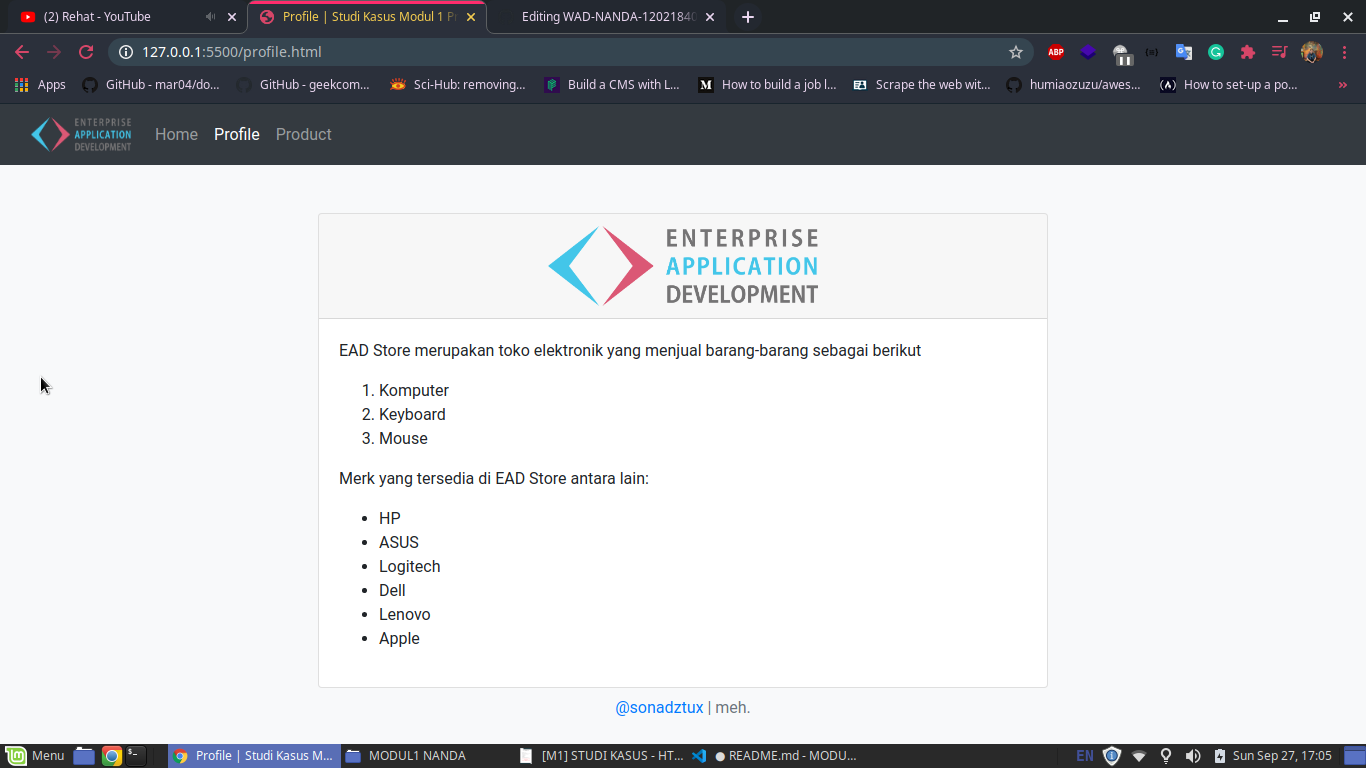 (2) Rehat - YouTube
Profile | Studi Kasus Modul 1 Pr
Editing WAD-NANDA-12021840
127.0.0.1:5500/profile.html
ABP
Apps
GitHub - mar04/do...
GitHub - geekcom...
Sci-Hub: removing...
Build a CMS with L...
How to build a job l...
Scrape the web wit...
humiaozuzu/awes...
How to set-up a po...
ENTERPRISE
APPLICATION
DEVELOPMENT
Home Profile Product
ENTERPRISE
APPLICATION
DEVELOPMENT
EAD Store merupakan toko elektronik yang menjual barang-barang sebagai berikut
1. Komputer
2. Keyboard
3. Mouse
Merk yang tersedia di EAD Store antara lain:
• HP
• ASUS
• Logitech
• Dell
• Lenovo
• Apple
@sonadztux | meh.
Menu
Profile | Studi Kasus M...
MODUL1 NANDA
[M1] STUDI KASUS - HT...
● README.md - MODU...
EN
Sun Sep 27, 17:05